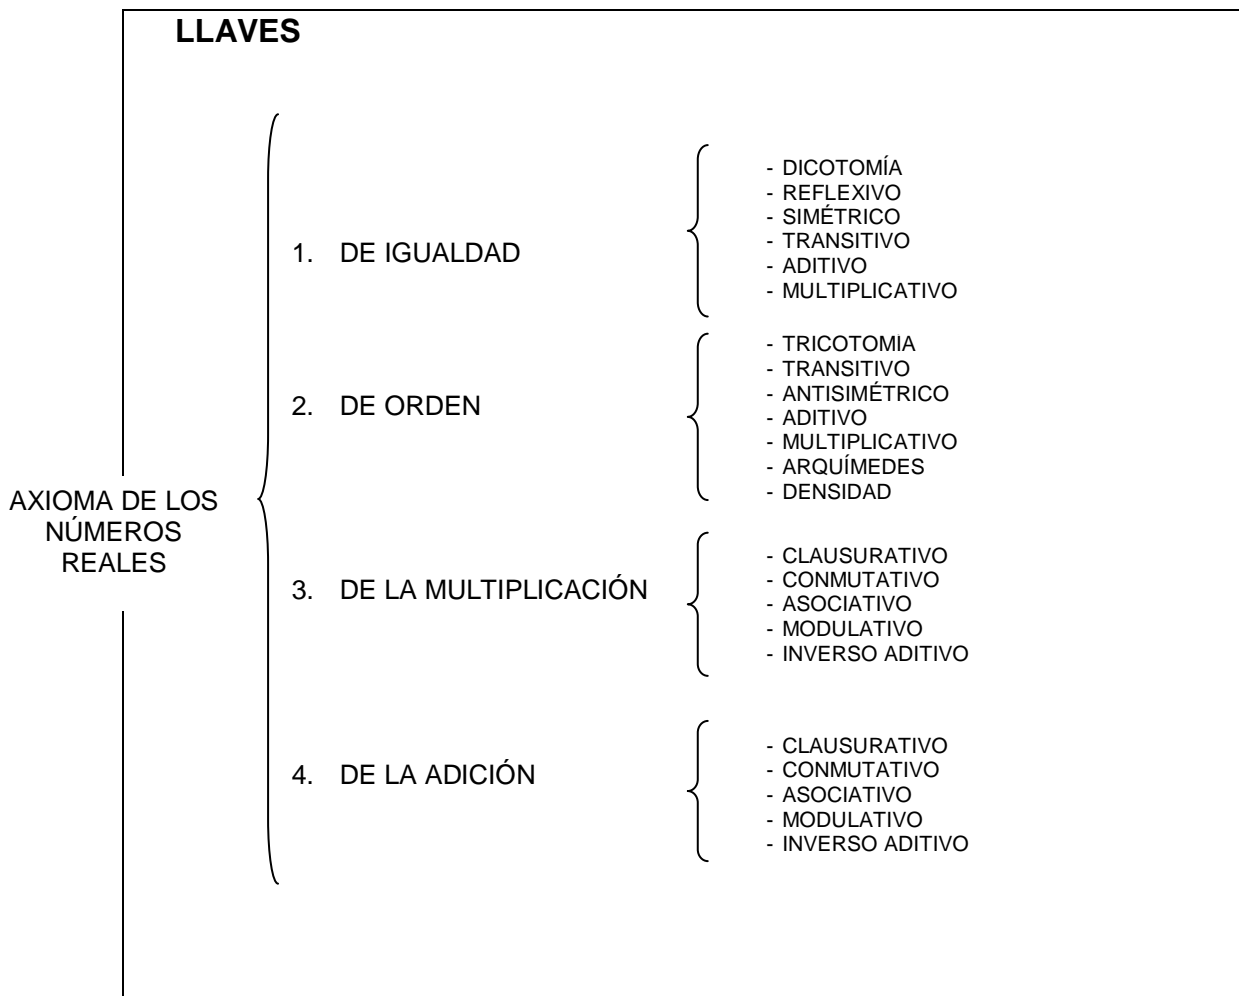 LLAVES
AXIOMA DE LOS
NÚMEROS
REALES
1. DE IGUALDAD
- DICOTOMÍA
- REFLEXIVO
- SIMÉTRICO
- TRANSITIVO
- ADITIVO
- MULTIPLICATIVO
2. DE ORDEN
- TRICOTOMÍA
- TRANSITIVO
- ANTISIMÉTRICO
- ADITIVO
- MULTIPLICATIVO
- ARQUÍMEDES
- DENSIDAD
3. DE LA MULTIPLICACIÓN
- CLAUSURATIVO
- CONMUTATIVO
- ASOCIATIVO
- MODULATIVO
- INVERSO ADITIVO
4. DE LA ADICIÓN
- CLAUSURATIVO
- CONMUTATIVO
- ASOCIATIVO
- MODULATIVO
- INVERSO ADITIVO